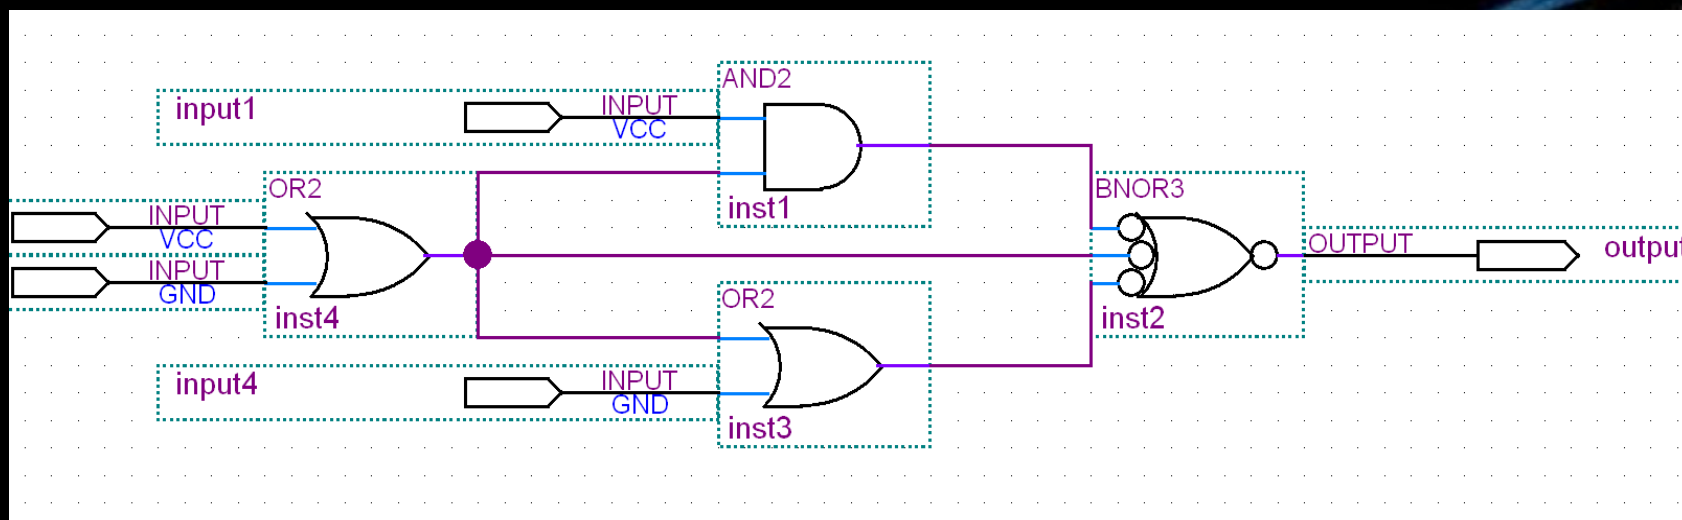 AND2
input1
INPUT
VCC
OR2
BNOR3
inst1
INPUT
VCC
OUTPUT
INPUT
GND
OR2
inst4
inst2
input4
INPUT
GND
inst3